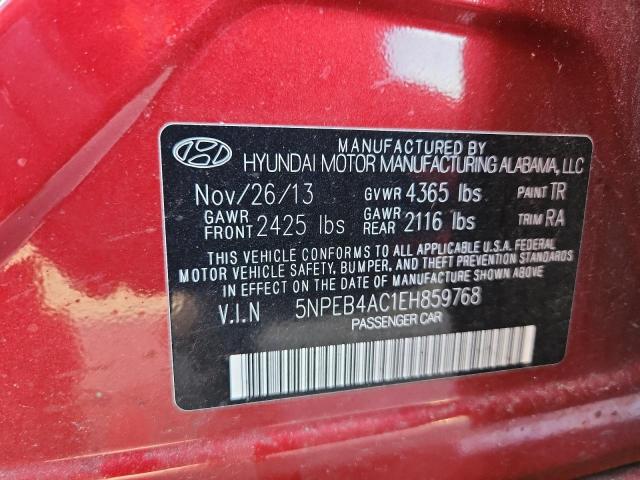 MANUFACTURED BY
HYUNDAI MOTOR MANUFACTURING ALABAMA, LLC
Nov/26/13 GVWR 4365 lbs PAINT TR
GAWR FRONT 2425 lbs GAWR REAR 2116 lbs TRIM RA
THIS VEHICLE CONFORMS TO ALL APPLICABLE U.S.A. FEDERAL
MOTOR VEHICLE SAFETY, BUMPER, AND THEFT PREVENTION STANDARDS
IN EFFECT ON THE DATE OF MANUFACTURE SHOWN ABOVE.
V.I.N 5NPEB4AC1EH859768
PASSENGER CAR